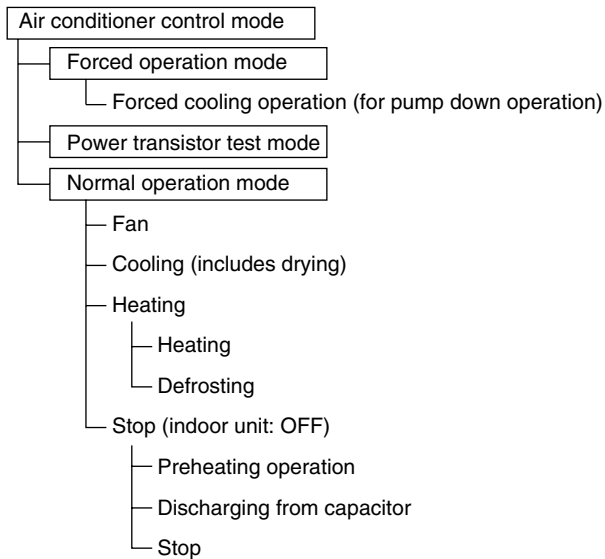 Air conditioner control mode
Forced operation mode
Forced cooling operation (for pump down operation)
Power transistor test mode
Normal operation mode
Fan
Cooling (includes drying)
Heating
Heating
Defrosting
Stop (indoor unit: OFF)
Preheating operation
Discharging from capacitor
Stop